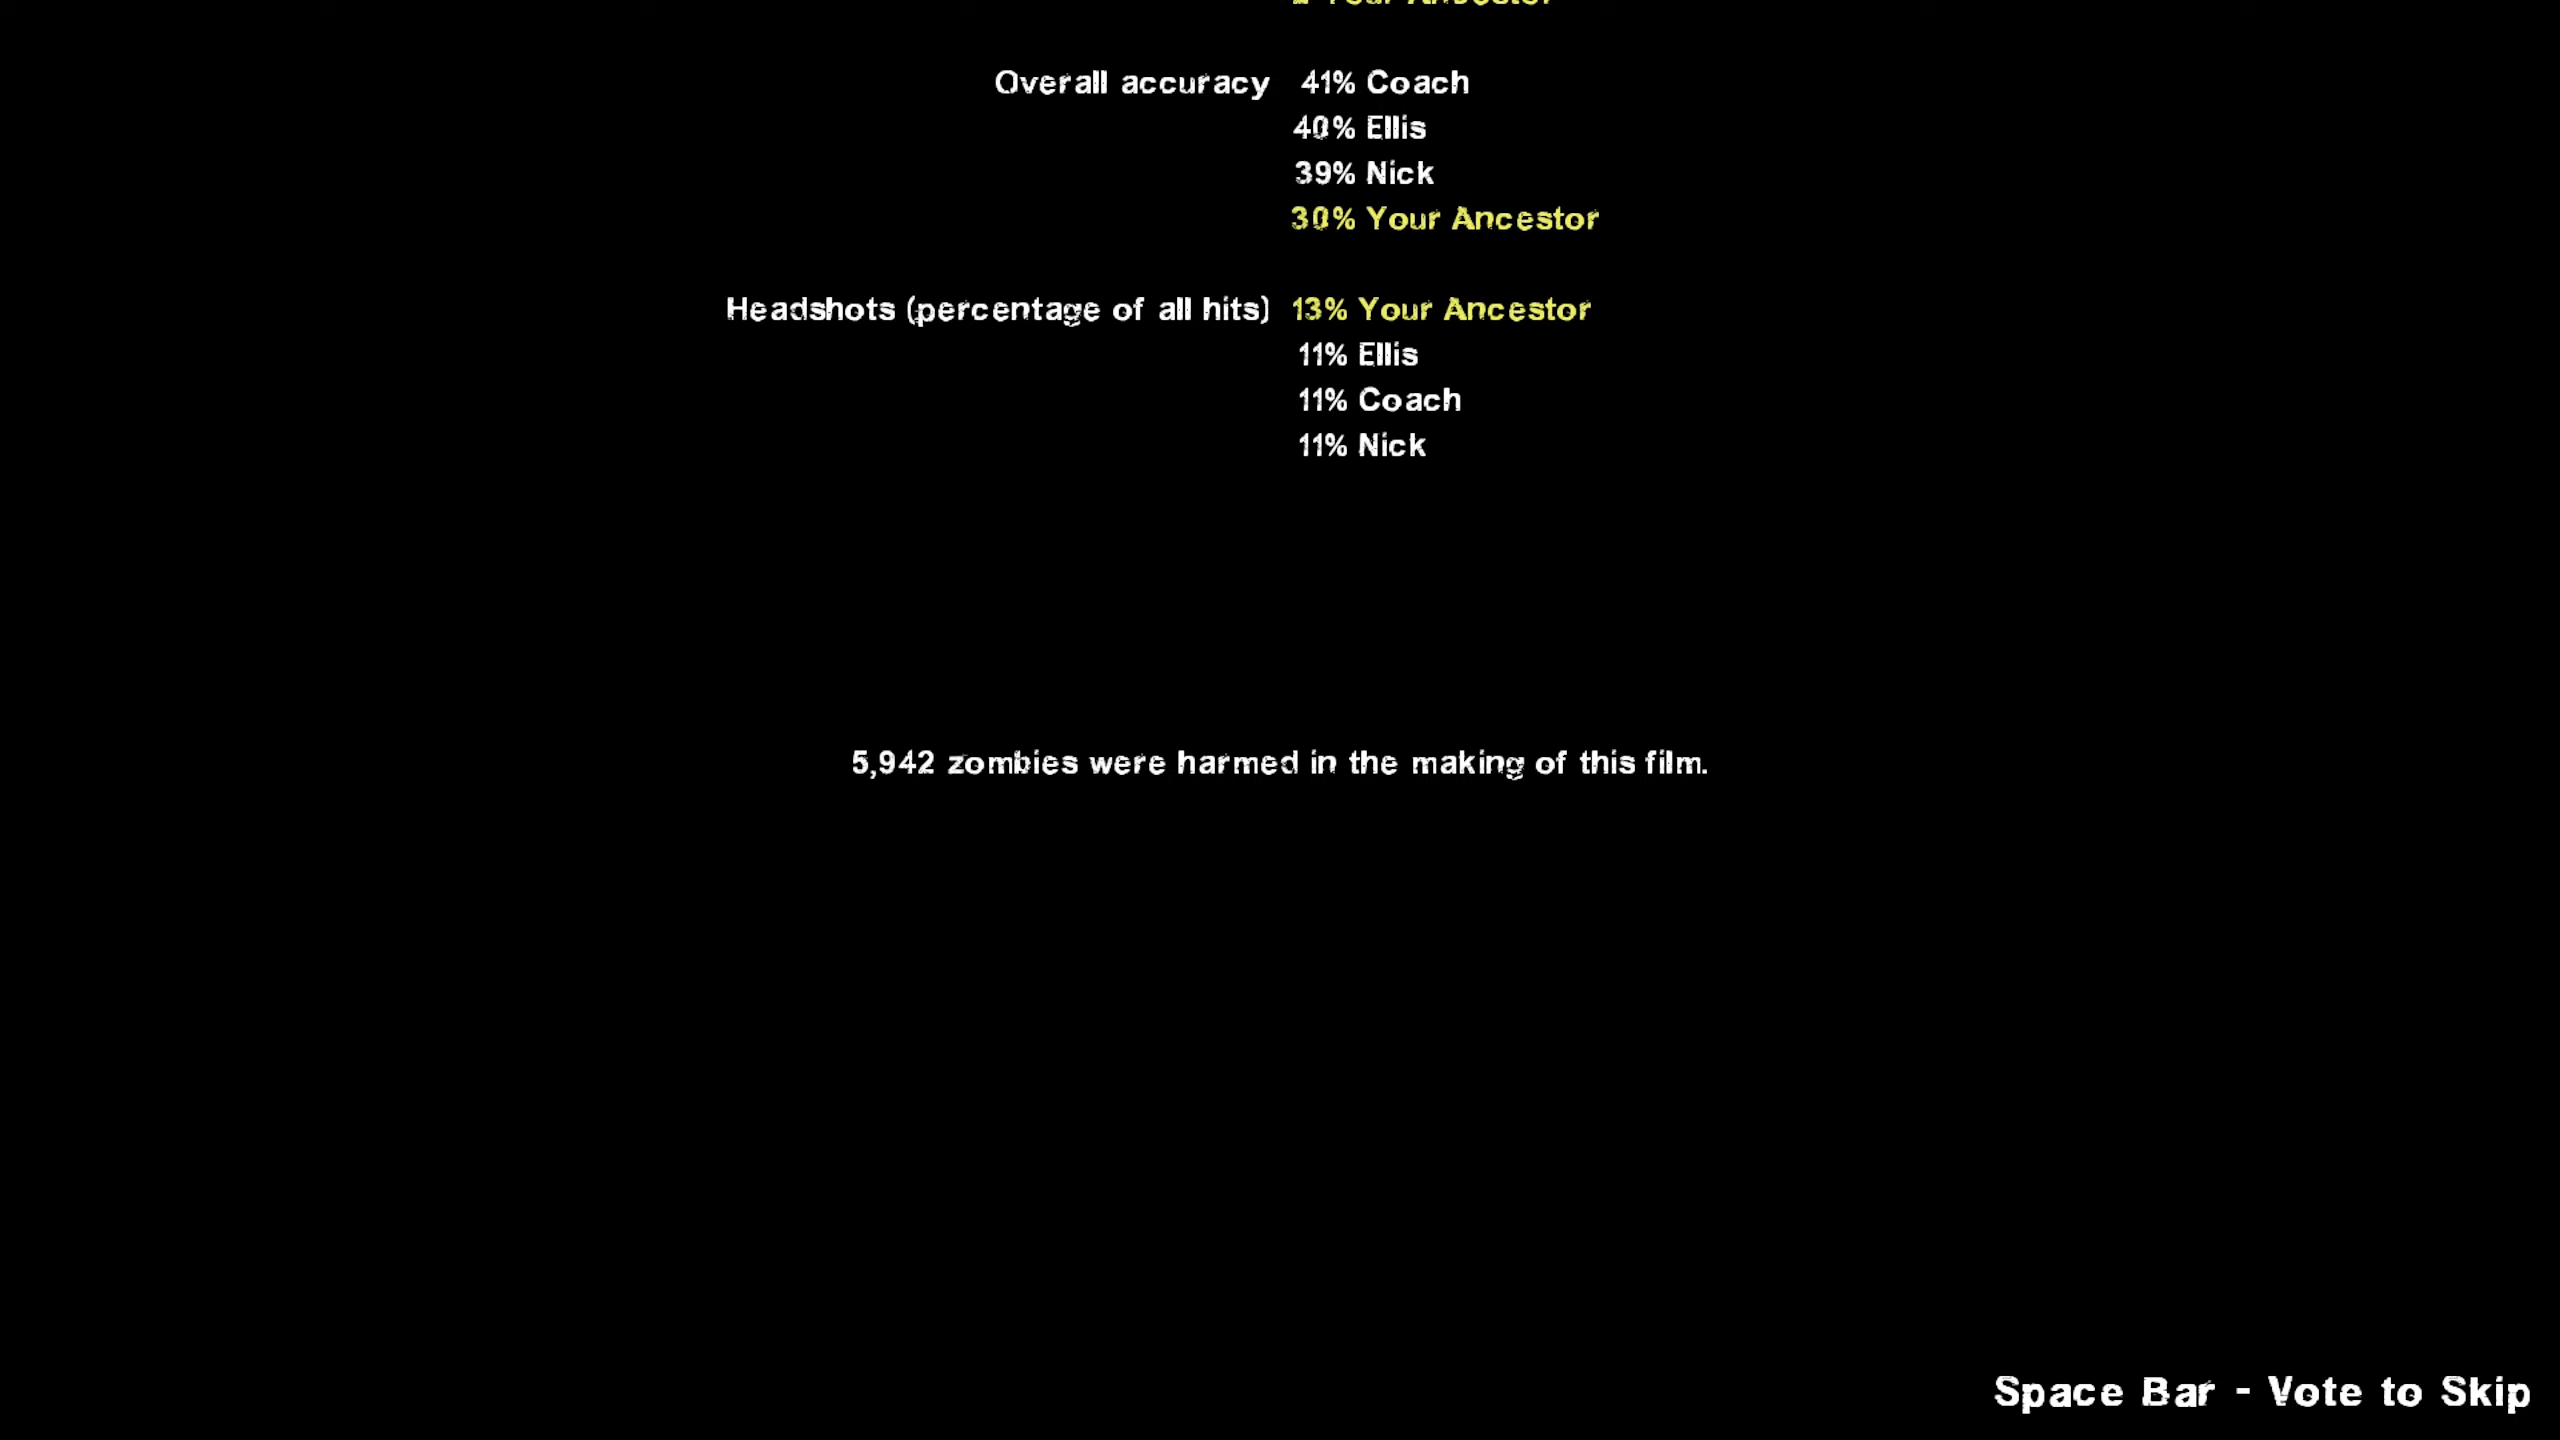 Your Ancestor
Overall accuracy 41% Coach
40% Ellis
39% Nick
30% Your Ancestor
Headshots (percentage of all hits) 13% Your Ancestor
11% Ellis
11% Coach
11% Nick
5,942 zombies were harmed in the making of this film.
Space Bar - Vote to Skip